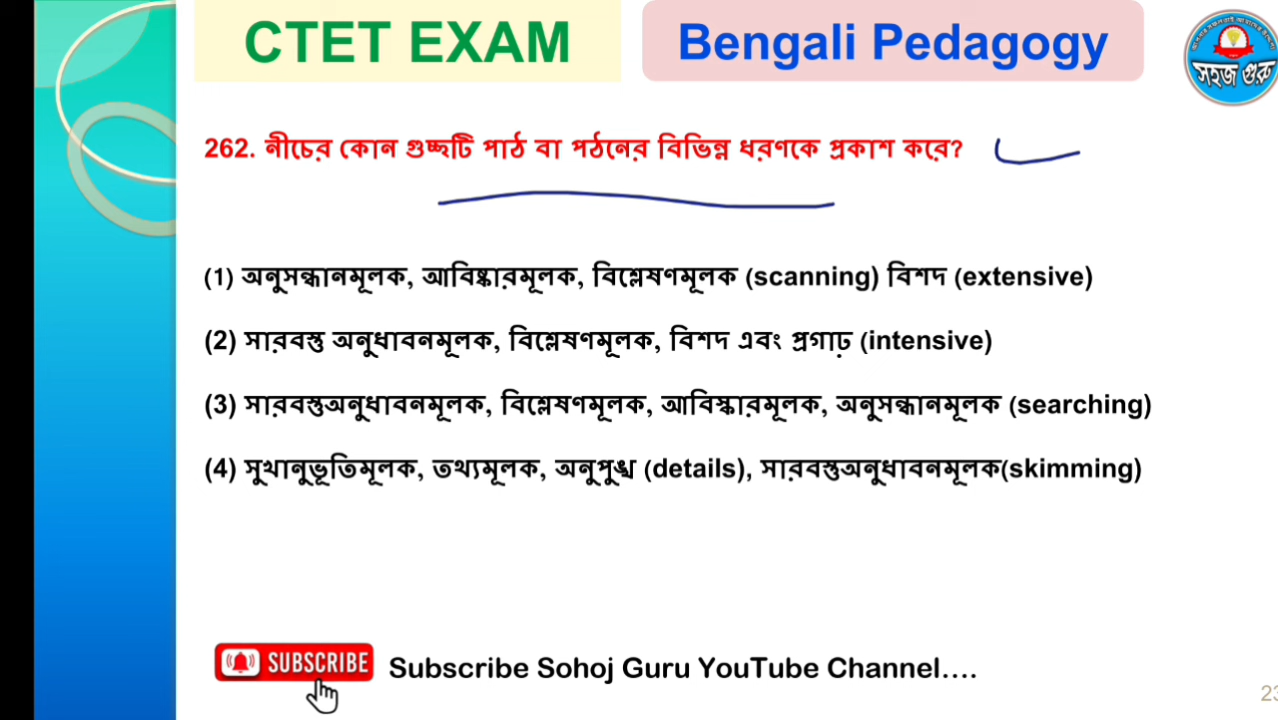 CTET EXAM
Bengali Pedagogy
সহজ গুরু
262. নীচের কোন গুচ্ছটি পাঠ বা পঠনের বিভিন্ন ধরণকে প্রকাশ করে?
(1) অনুসন্ধানমূলক, আবিষ্কারমূলক, বিশ্লেষণমূলক (scanning) বিশদ (extensive)
(2) সারবস্তু অনুধাবনমূলক, বিশ্লেষণমূলক, বিশদ এবং প্রগাঢ় (intensive)
(3) সারবস্তুঅনুধাবনমূলক, বিশ্লেষণমূলক, আবিস্কারমূলক, অনুসন্ধানমূলক (searching)
(4) সুখানুভূতিমূলক, তথ্যমূলক, অনুপুঙ্খ (details), সারবস্তুঅনুধাবনমূলক(skimming)
SUBSCRIBE
Subscribe Sohoj Guru YouTube Channel....